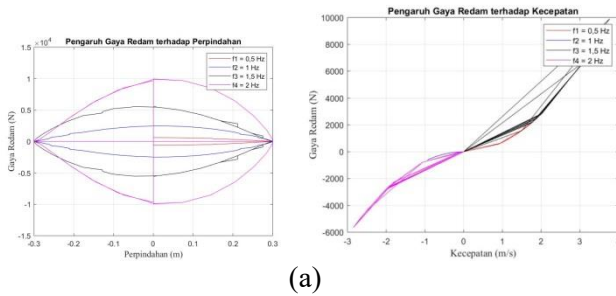 Pengaruh Gaya Redam terhadap Perpindahan
×10⁴
1.5
1
0.5
0
-0.5
-1
-1.5
Gaya Redam (N)
-0.3 -0.2 -0.1 0 0.1 0.2 0.3
Perpindahan (m)
f1 = 0,5 Hz
f2 = 1 Hz
f3 = 1,5 Hz
f4 = 2 Hz
Pengaruh Gaya Redam terhadap Kecepatan
10000
8000
6000
4000
2000
0
-2000
-4000
-6000
Gaya Redam (N)
-3 -2 -1 0 1 2 3
Kecepatan (m/s)
f1 = 0,5 Hz
f2 = 1 Hz
f3 = 1,5 Hz
f4 = 2 Hz
(a)